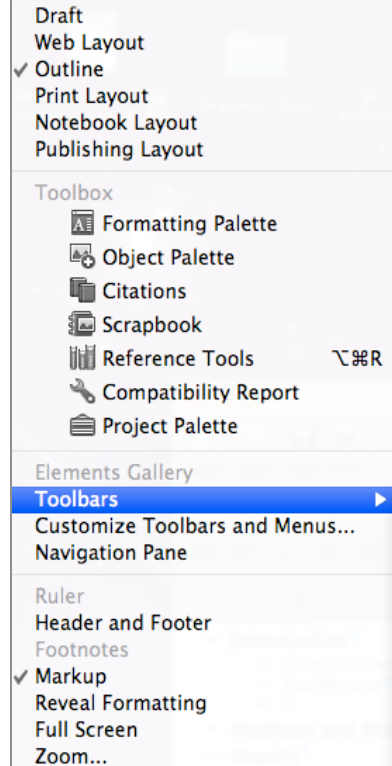 Draft
Web Layout
✓ Outline
Print Layout
Notebook Layout
Publishing Layout
Toolbox
Formatting Palette
Object Palette
Citations
Scrapbook
Reference Tools ⌥⌘R
Compatibility Report
Project Palette
Elements Gallery
Toolbars
Customize Toolbars and Menus...
Navigation Pane
Ruler
Header and Footer
Footnotes
✓ Markup
Reveal Formatting
Full Screen
Zoom...